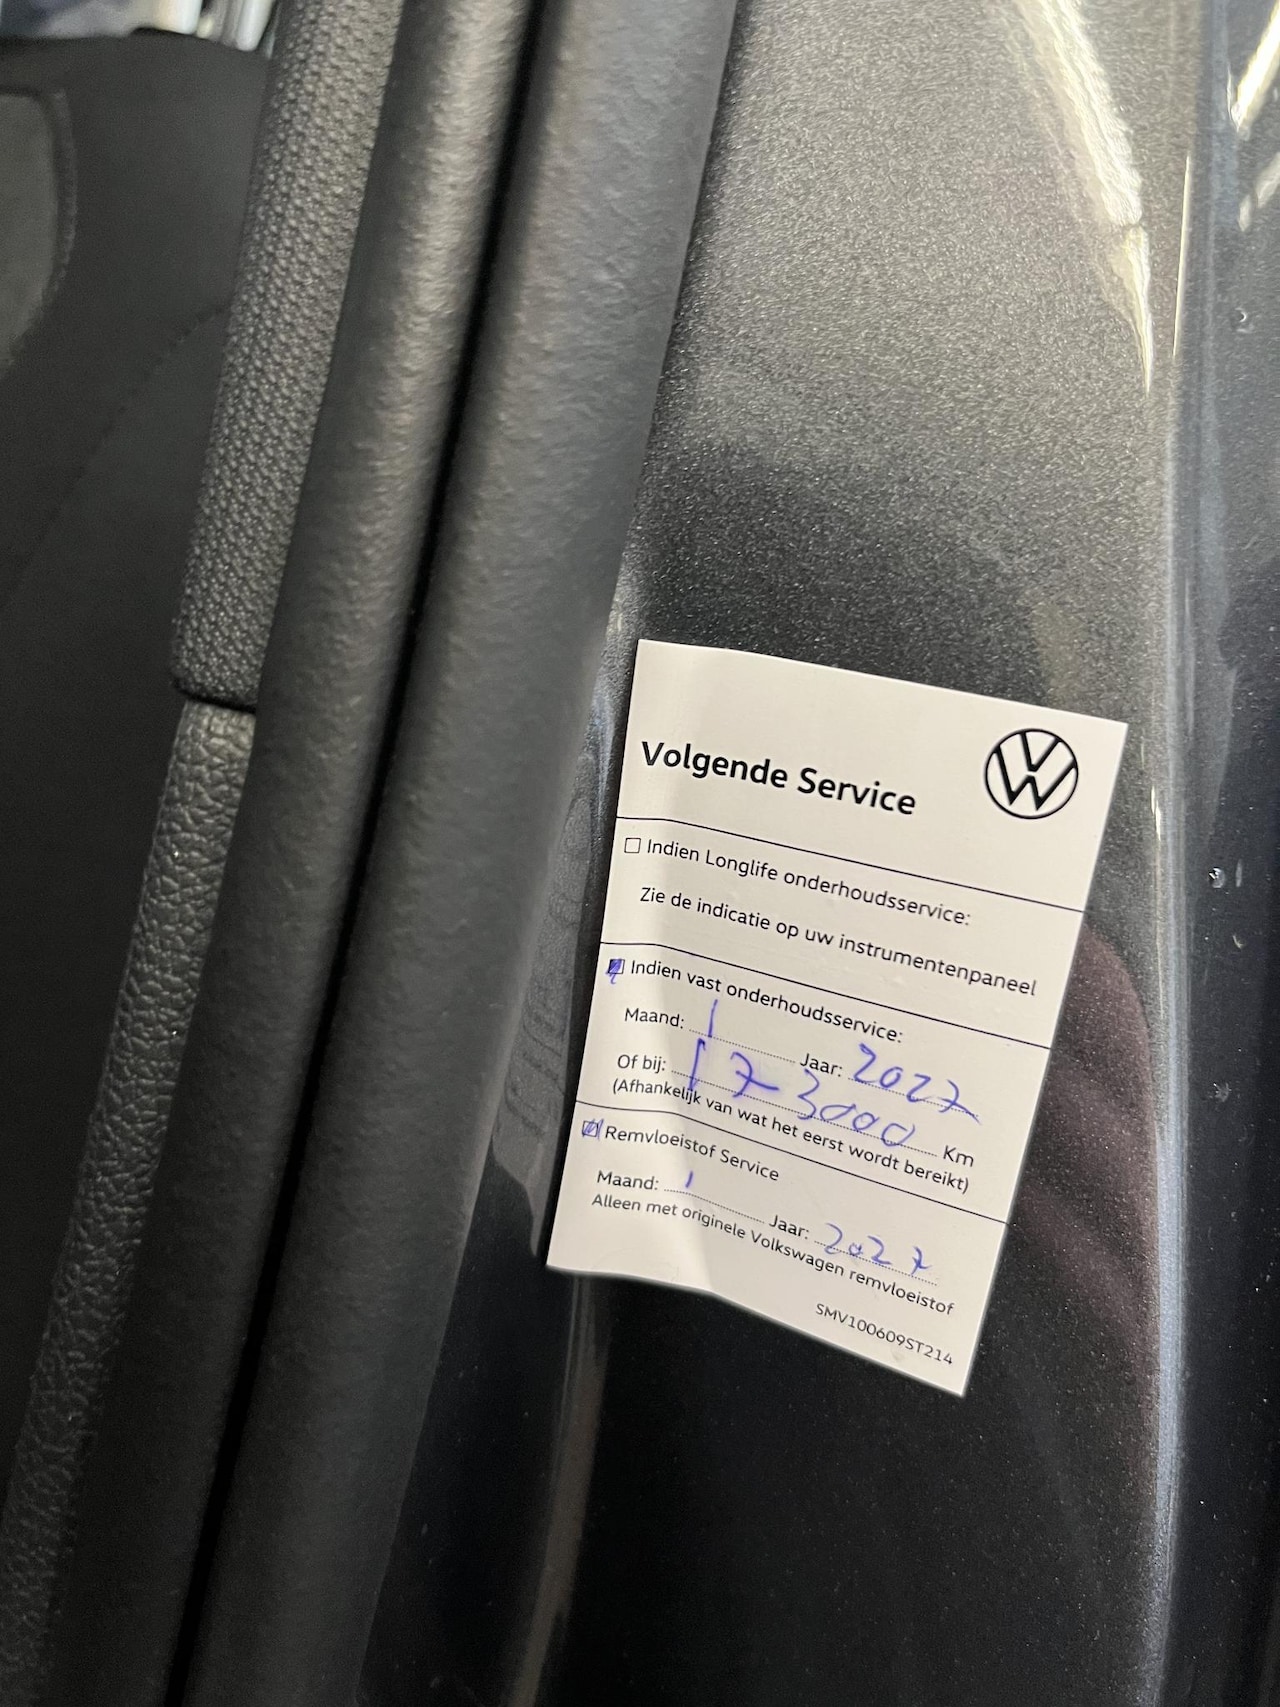 Volgende Service
Indien Longlife onderhoudsservice:
Zie de indicatie op uw instrumentenpaneel
Indien vast onderhoudsservice:
Maand: 1 Jaar: 2027
Of bij: 173000 Km
(Afhankelijk van wat het eerst wordt bereikt)
Remvloeistof Service
Maand: 1 Jaar: 2027
Alleen met originele Volkswagen remvloeistof
SMV100609ST214